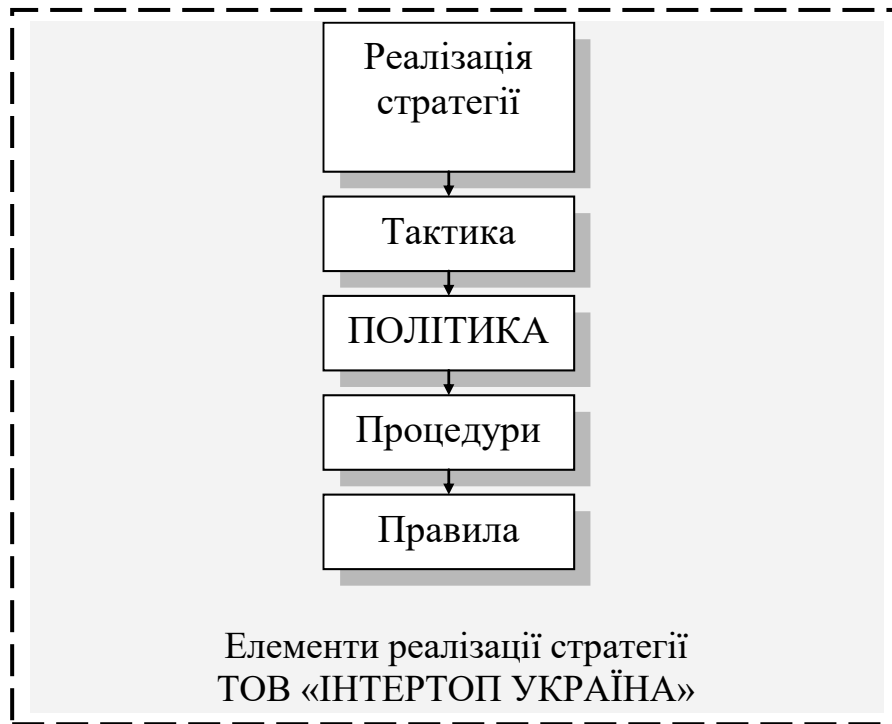 Реалізація
стратегії
Тактика
ПОЛІТИКА
Процедури
Правила
Елементи реалізації стратегії
ТОВ «ІНТЕРТОП УКРАЇНА»